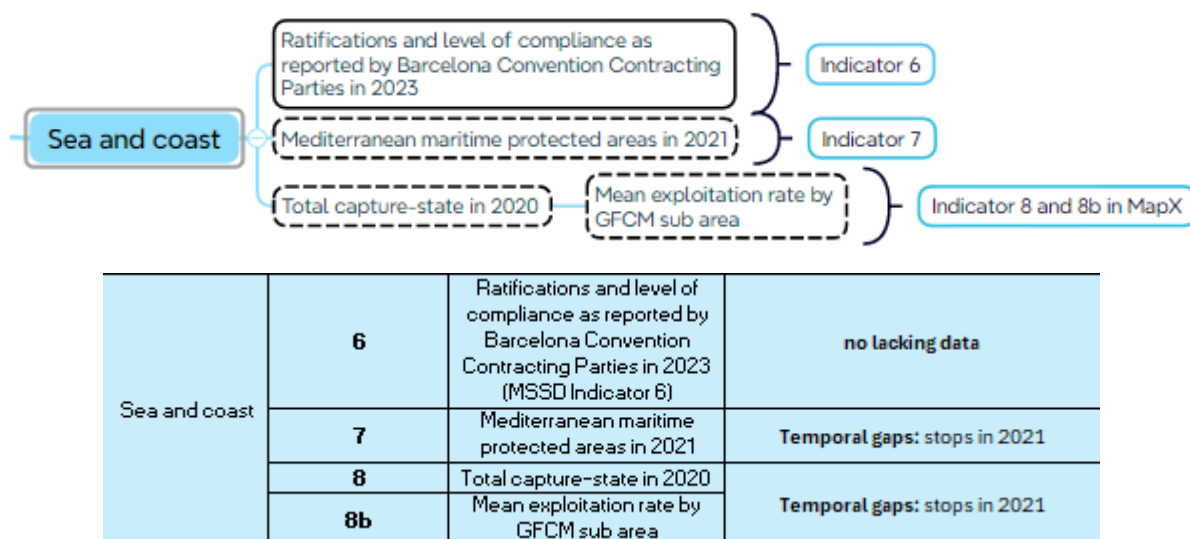 Ratifications and level of compliance as
reported by Barcelona Convention Contracting
Parties in 2023
Indicator 6
Sea and coast
Mediterranean maritime protected areas in 2021
Indicator 7
Total capture-state in 2020
Mean exploitation rate by
GFCM sub area
Indicator 8 and 8b in MapX
Sea and coast
6
Ratifications and level of
compliance as reported by
Barcelona Convention
Contracting Parties in 2023
(MSSD Indicator 6)
no lacking data
7
Mediterranean maritime
protected areas in 2021
Temporal gaps: stops in 2021
8
Total capture-state in 2020
8b
Mean exploitation rate by
GFCM sub area
Temporal gaps: stops in 2021